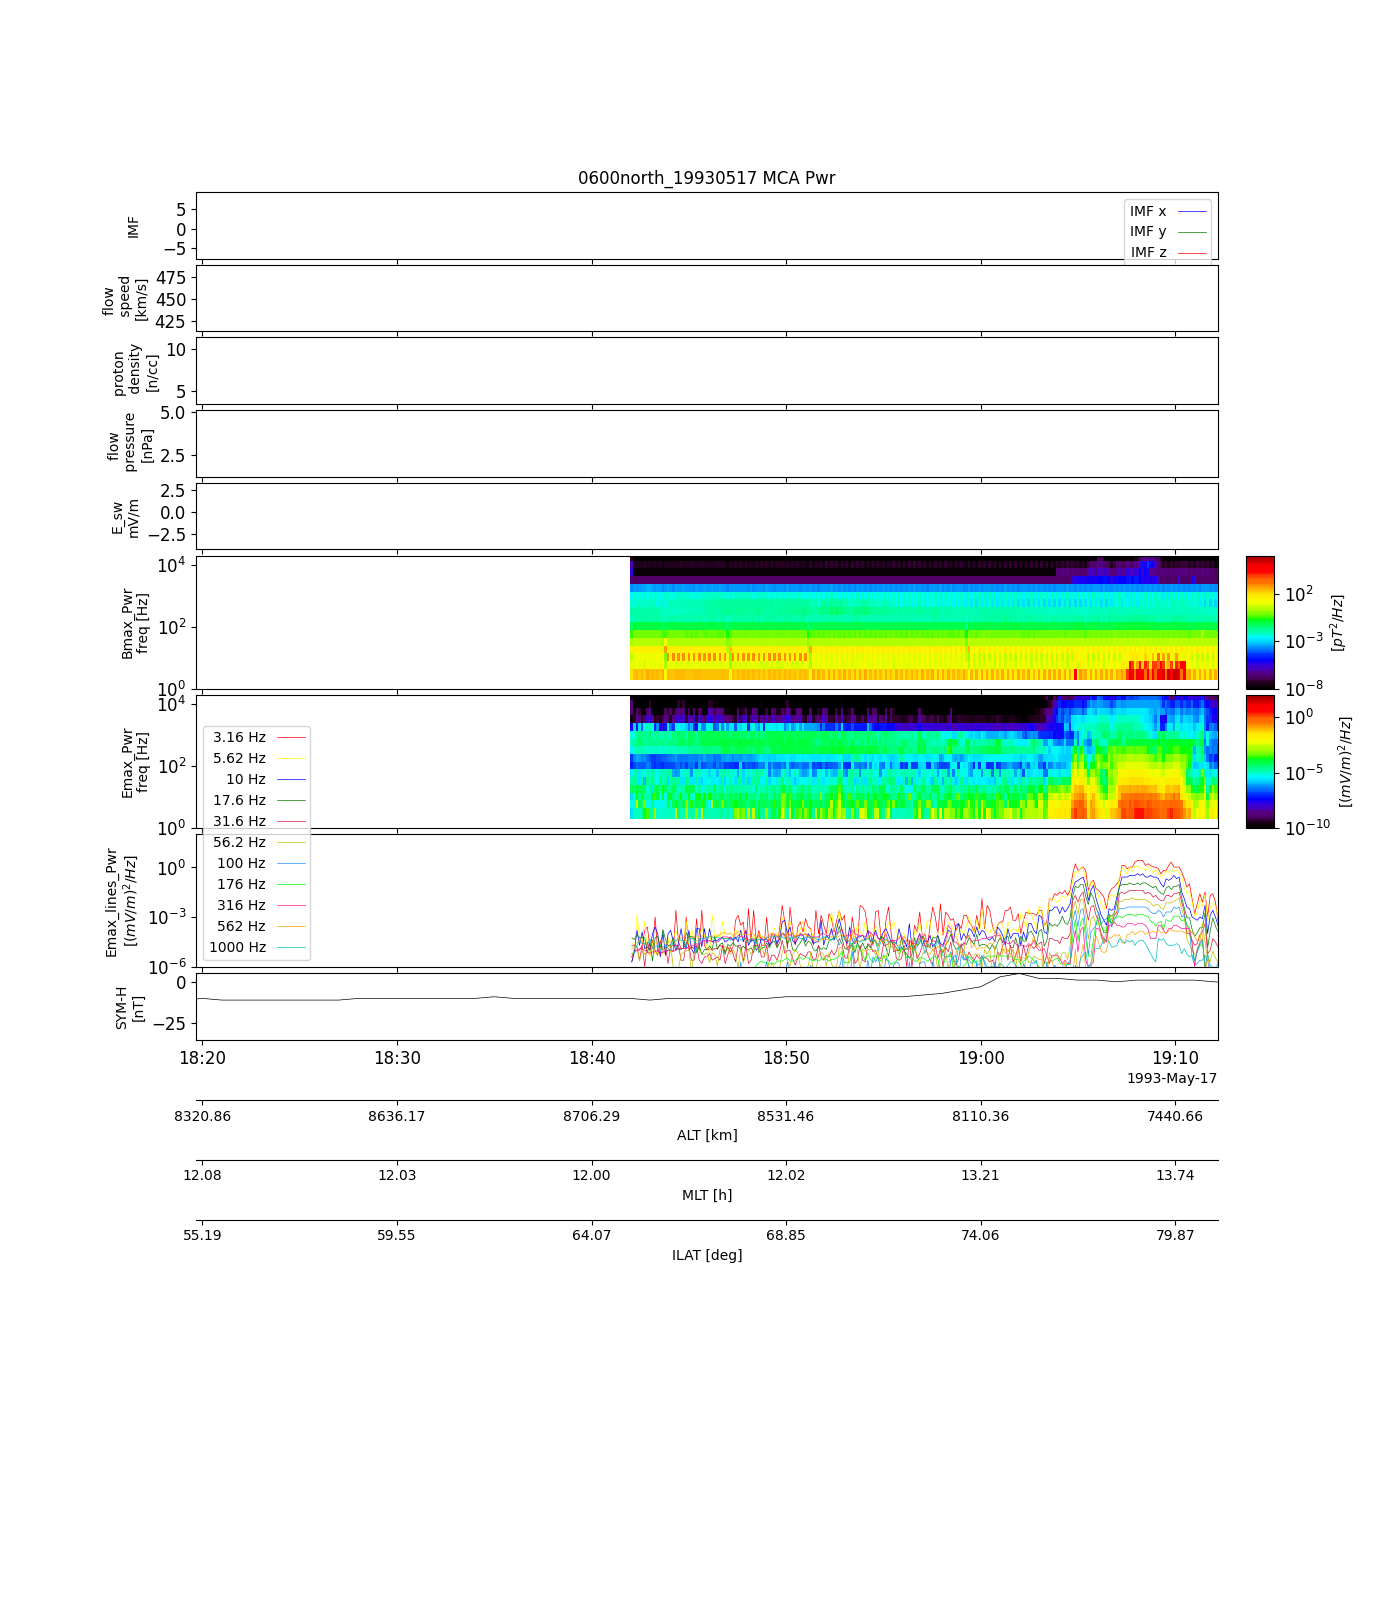 0600north_19930517 MCA Pwr
IMF
5
0
−5
IMF x
IMF y
IMF z
flow
speed
[km/s]
475
450
425
proton
density
[n/cc]
10
5
flow
pressure
[nPa]
5.0
2.5
E_sw
mV/m
2.5
0.0
−2.5
Bmax_Pwr
freq [Hz]
10^4
10^2
10^0
10^2
10^−3
10^−8
[pT^2/Hz]
Emax_Pwr
freq [Hz]
10^4
10^2
10^0
10^0
10^−5
10^−10
[(mV/m)^2/Hz]
3.16 Hz
5.62 Hz
10 Hz
17.6 Hz
31.6 Hz
56.2 Hz
100 Hz
176 Hz
316 Hz
562 Hz
1000 Hz
Emax_lines_Pwr
[(mV/m)^2/Hz]
10^0
10^−3
10^−6
SYM-H
[nT]
0
−25
18:20 18:30 18:40 18:50 19:00 19:10
1993-May-17
8320.86 8636.17 8706.29 8531.46 8110.36 7440.66
ALT [km]
12.08 12.03 12.00 12.02 13.21 13.74
MLT [h]
55.19 59.55 64.07 68.85 74.06 79.87
ILAT [deg]